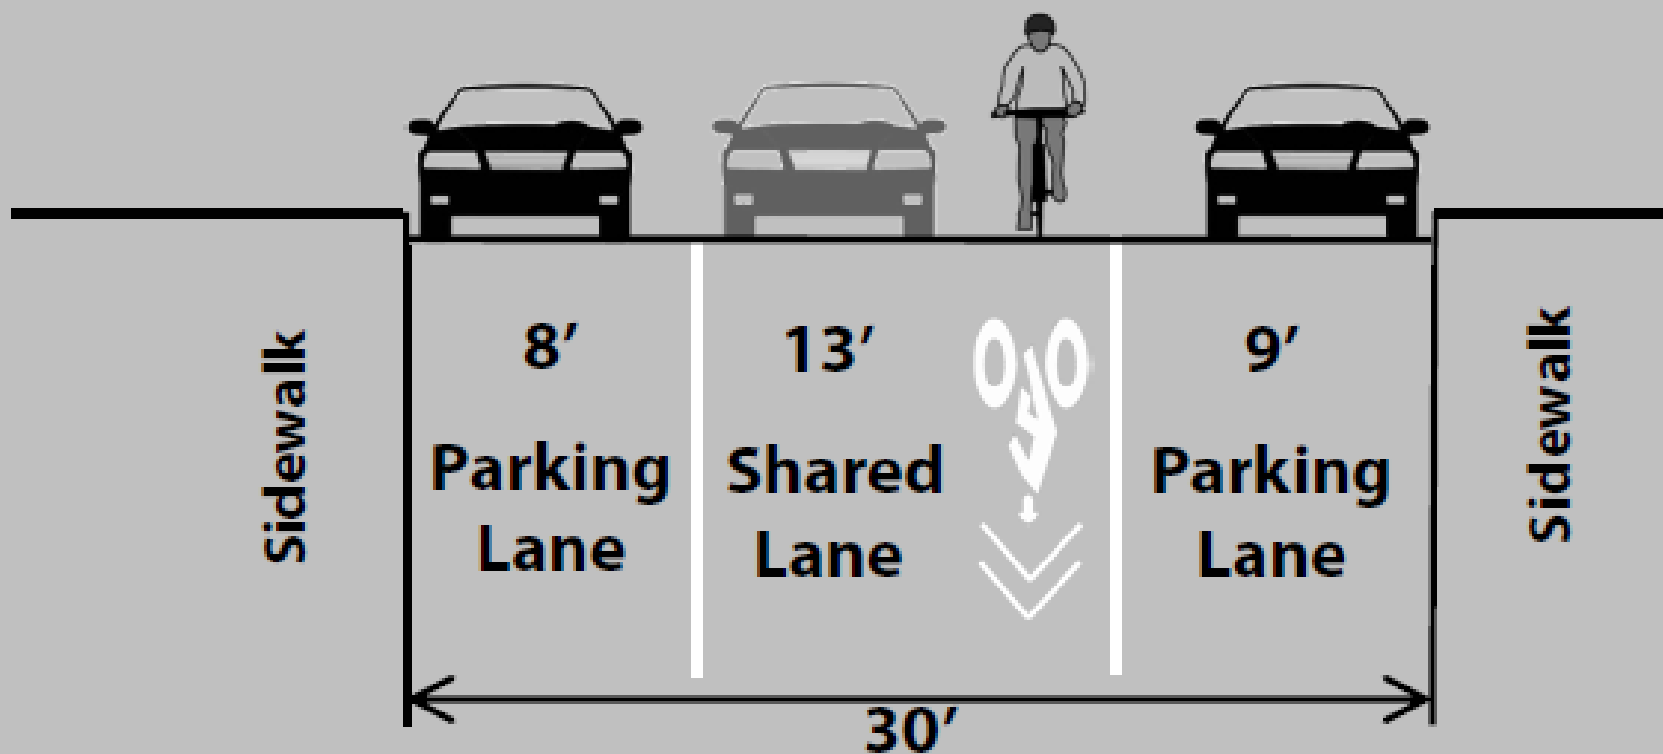 Sidewalk
8′
Parking
Lane
13′
Shared
Lane
9′
Parking
Lane
Sidewalk
30′